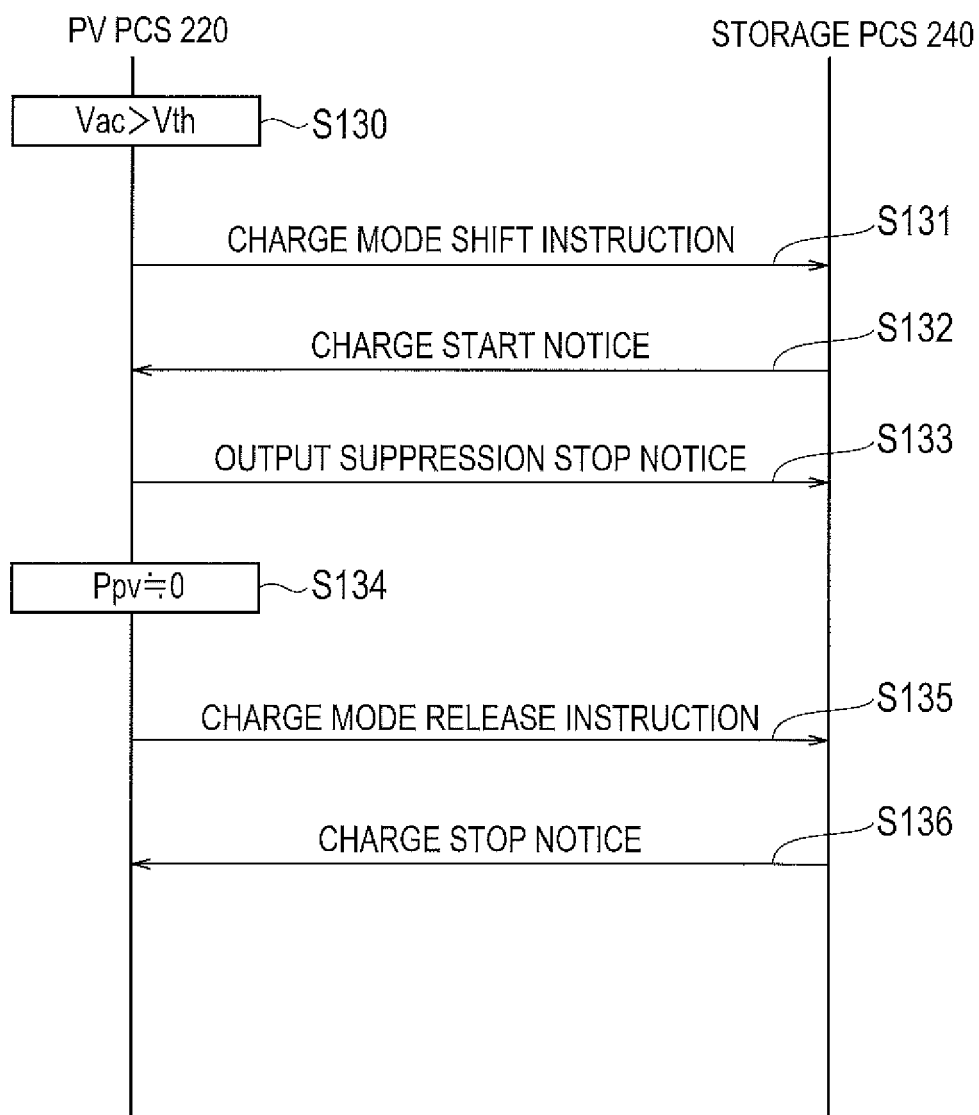 PV PCS 220
STORAGE PCS 240
Vac>Vth
S130
S131
CHARGE MODE SHIFT INSTRUCTION
S132
CHARGE START NOTICE
S133
OUTPUT SUPPRESSION STOP NOTICE
Ppv≒0
S134
S135
CHARGE MODE RELEASE INSTRUCTION
S136
CHARGE STOP NOTICE